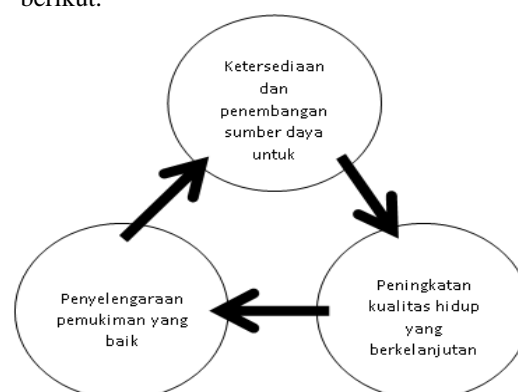 berikut:
Ketersediaan
dan
penembangan
sumber daya
untuk
Peningkatan
kualitas hidup
yang
berkelanjutan
Penyelengaraan
pemukiman yang
baik